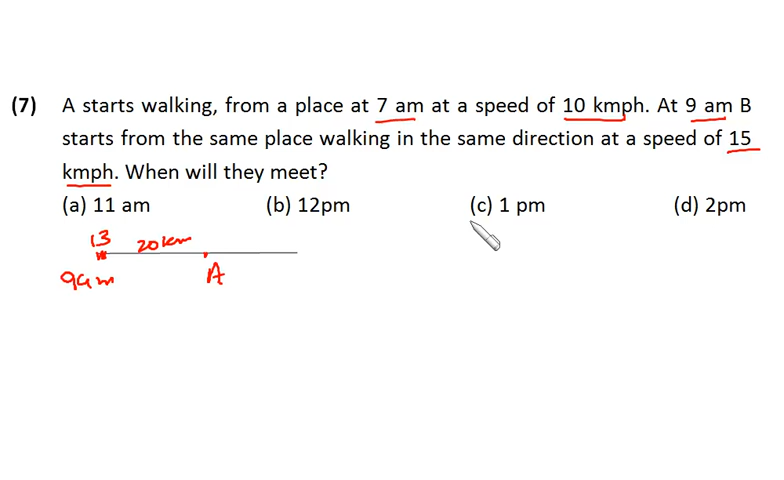 (7) A starts walking, from a place at 7 am at a speed of 10 kmph. At 9 am B
starts from the same place walking in the same direction at a speed of 15
kmph. When will they meet?
(a) 11 am (b) 12pm (c) 1 pm (d) 2pm
B 20km
9am A